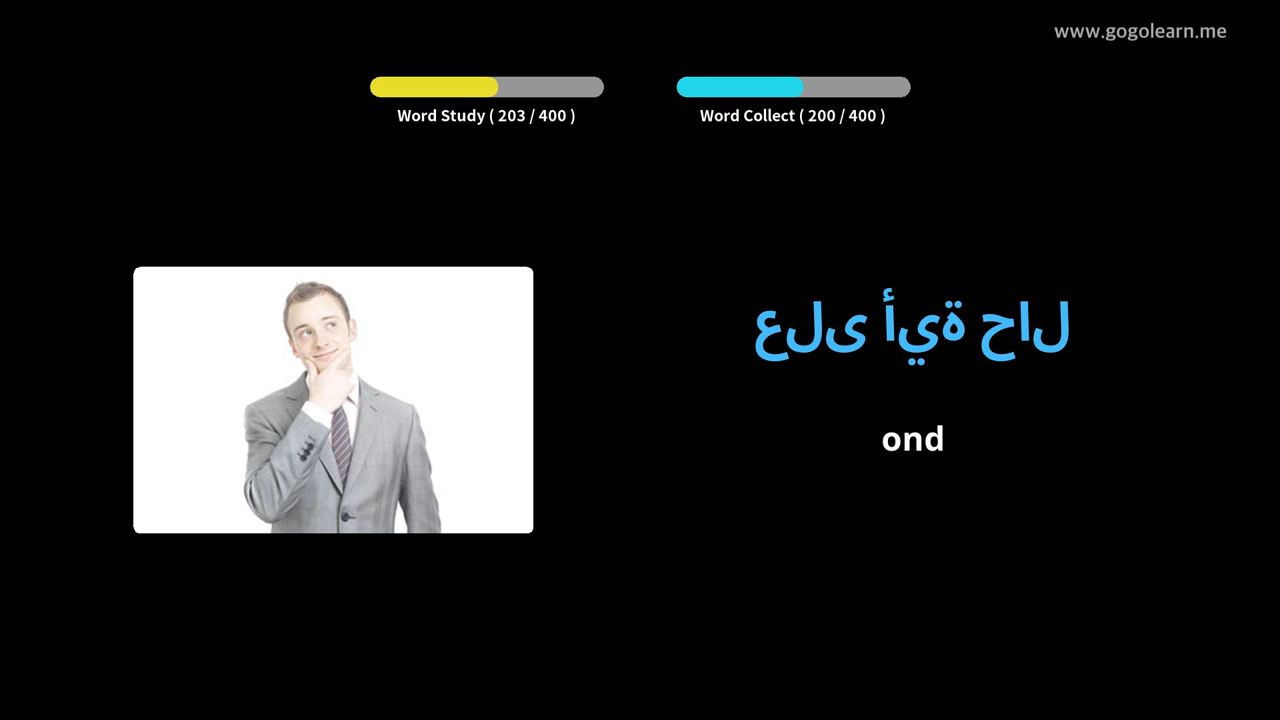 www.gogolearn.me
Word Study ( 203 / 400 )
Word Collect ( 200 / 400 )
على أية حال
ond